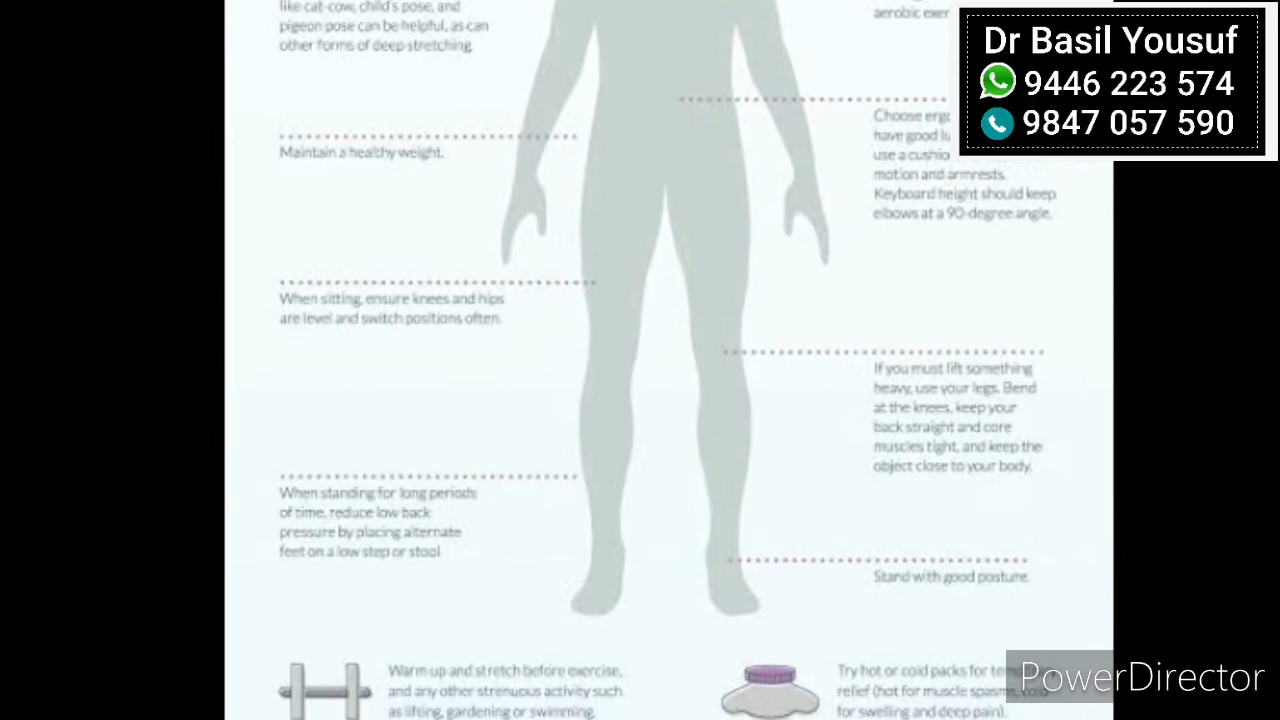 like cat-cow, child's pose, and
pigeon pose can be helpful, as can
other forms of deep stretching.
aerobic exer
Dr Basil Yousuf
9446 223 574
9847 057 590
Maintain a healthy weight.
Choose ergo
have good lu
use a cushio
motion and armrests.
Keyboard height should keep
elbows at a 90-degree angle.
When sitting, ensure knees and hips
are level and switch positions often.
If you must lift something
heavy, use your legs. Bend
at the knees, keep your
back straight and core
muscles tight, and keep the
object close to your body.
When standing for long periods
of time, reduce low back
pressure by placing alternate
feet on a low step or stool
Stand with good posture.
Warm up and stretch before exercise,
and any other strenuous activity such
as lifting, gardening or swimming.
Try hot or cold packs for
relief (hot for muscle spasms,
for swelling and deep pain).
PowerDirector